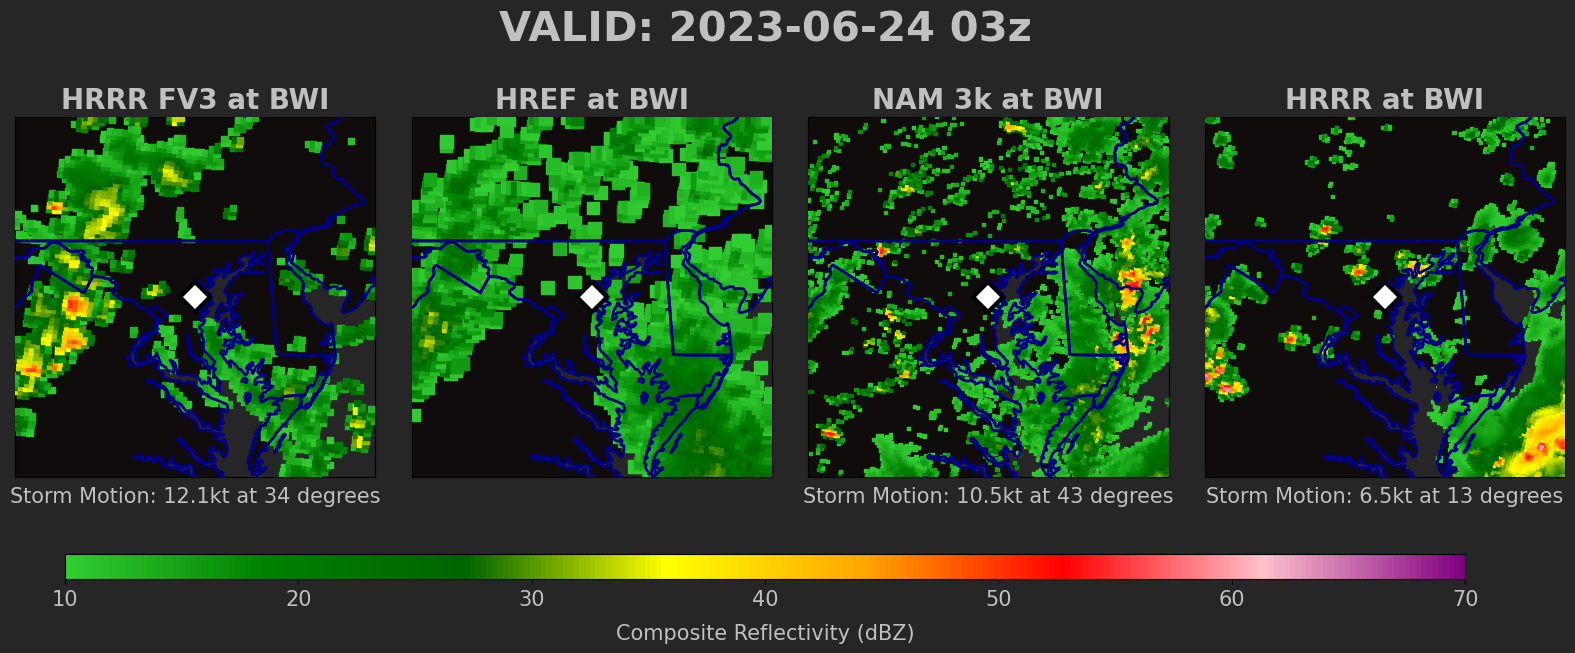 VALID: 2023-06-24 03z
HRRR FV3 at BWI
HREF at BWI
NAM 3k at BWI
HRRR at BWI
Storm Motion: 12.1kt at 34 degrees
Storm Motion: 10.5kt at 43 degrees
Storm Motion: 6.5kt at 13 degrees
10 20 30 40 50 60 70
Composite Reflectivity (dBZ)